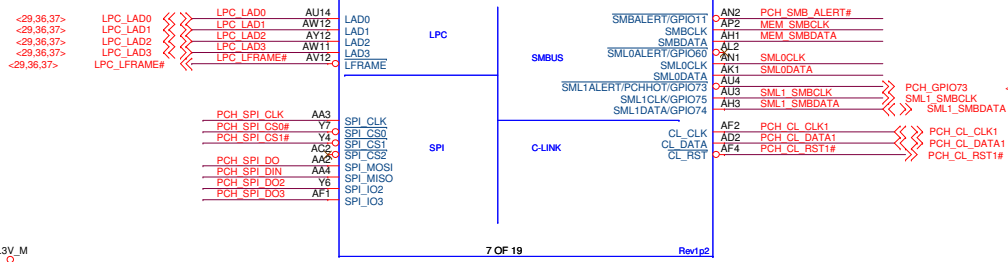 <29,36,37> LPC_LAD0 LPC_LAD0 AU14 LAD0
<29,36,37> LPC_LAD1 LPC_LAD1 AW12 LAD1
<29,36,37> LPC_LAD2 LPC_LAD2 AY12 LAD2
<29,36,37> LPC_LAD3 LPC_LAD3 AW11 LAD3
<29,36,37> LPC_LFRAME# LPC_LFRAME# AV12 LFRAME
LPC
SMBUS
SMBALERT/GPIO11 AN2 PCH_SMB_ALERT#
SMBCLK AP2 MEM_SMBCLK
SMBDATA AH1 MEM_SMBDATA
SML0ALERT/GPIO60 AL2
SML0CLK AN1 SML0CLK
SML0DATA AK1 SML0DATA
SML1ALERT/PCHHOT/GPIO73 AU4 PCH_GPIO73
SML1CLK/GPIO75 AU3 SML1_SMBCLK SML1_SMBCLK
SML1DATA/GPIO74 AH3 SML1_SMBDATA SML1_SMBDATA
PCH_SPI_CLK AA3 SPI_CLK
PCH_SPI_CS0# Y7 SPI_CS0
PCH_SPI_CS1# Y4 SPI_CS1
AC2 SPI_CS2
PCH_SPI_DO AA2 SPI_MOSI
PCH_SPI_DIN AA4 SPI_MISO
PCH_SPI_DO2 Y6 SPI_IO2
PCH_SPI_DO3 AF1 SPI_IO3
SPI
C-LINK
CL_CLK AF2 PCH_CL_CLK1 PCH_CL_CLK1
CL_DATA AD2 PCH_CL_DATA1 PCH_CL_DATA1
CL_RST AF4 PCH_CL_RST1# PCH_CL_RST1#
3V_M
7 OF 19
Rev1p2